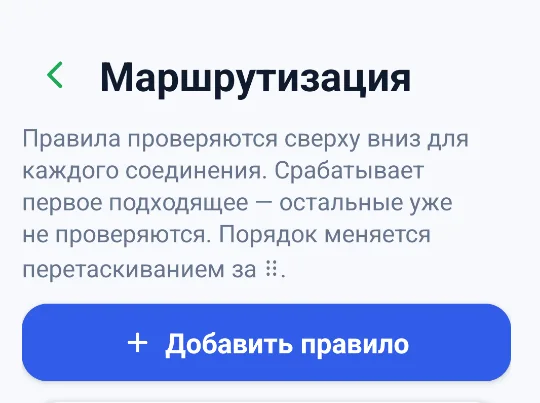 Маршрутизация
Правила проверяются сверху вниз для
каждого соединения. Срабатывает
первое подходящее — остальные уже
не проверяются. Порядок меняется
перетаскиванием за ⠿.
+ Добавить правило